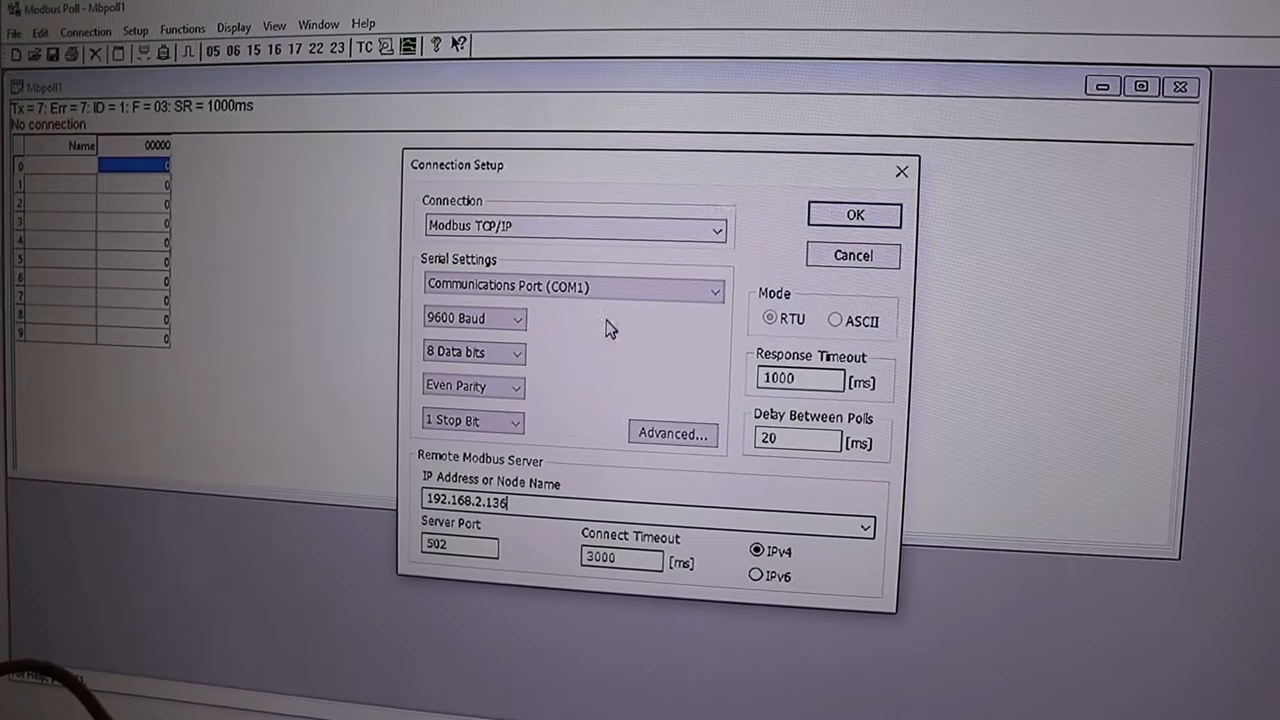 Modbus Poll - Mbpoll1
File Edit Connection Setup Functions Display View Window Help
05 06 15 16 17 22 23 TC
Mbpoll1
Tx = 7: Err = 7: ID = 1: F = 03: SR = 1000ms
No connection
Name 00000
0 0
1 0
2 0
3 0
4 0
5 0
6 0
7 0
8 0
9 0
Connection Setup
Connection
Modbus TCP/IP
OK
Cancel
Serial Settings
Communications Port (COM1)
9600 Baud
8 Data bits
Even Parity
1 Stop Bit
Advanced...
Mode
RTU ASCII
Response Timeout
1000 [ms]
Delay Between Polls
20 [ms]
Remote Modbus Server
IP Address or Node Name
192.168.2.136
Server Port
502
Connect Timeout
3000 [ms]
IPv4
IPv6